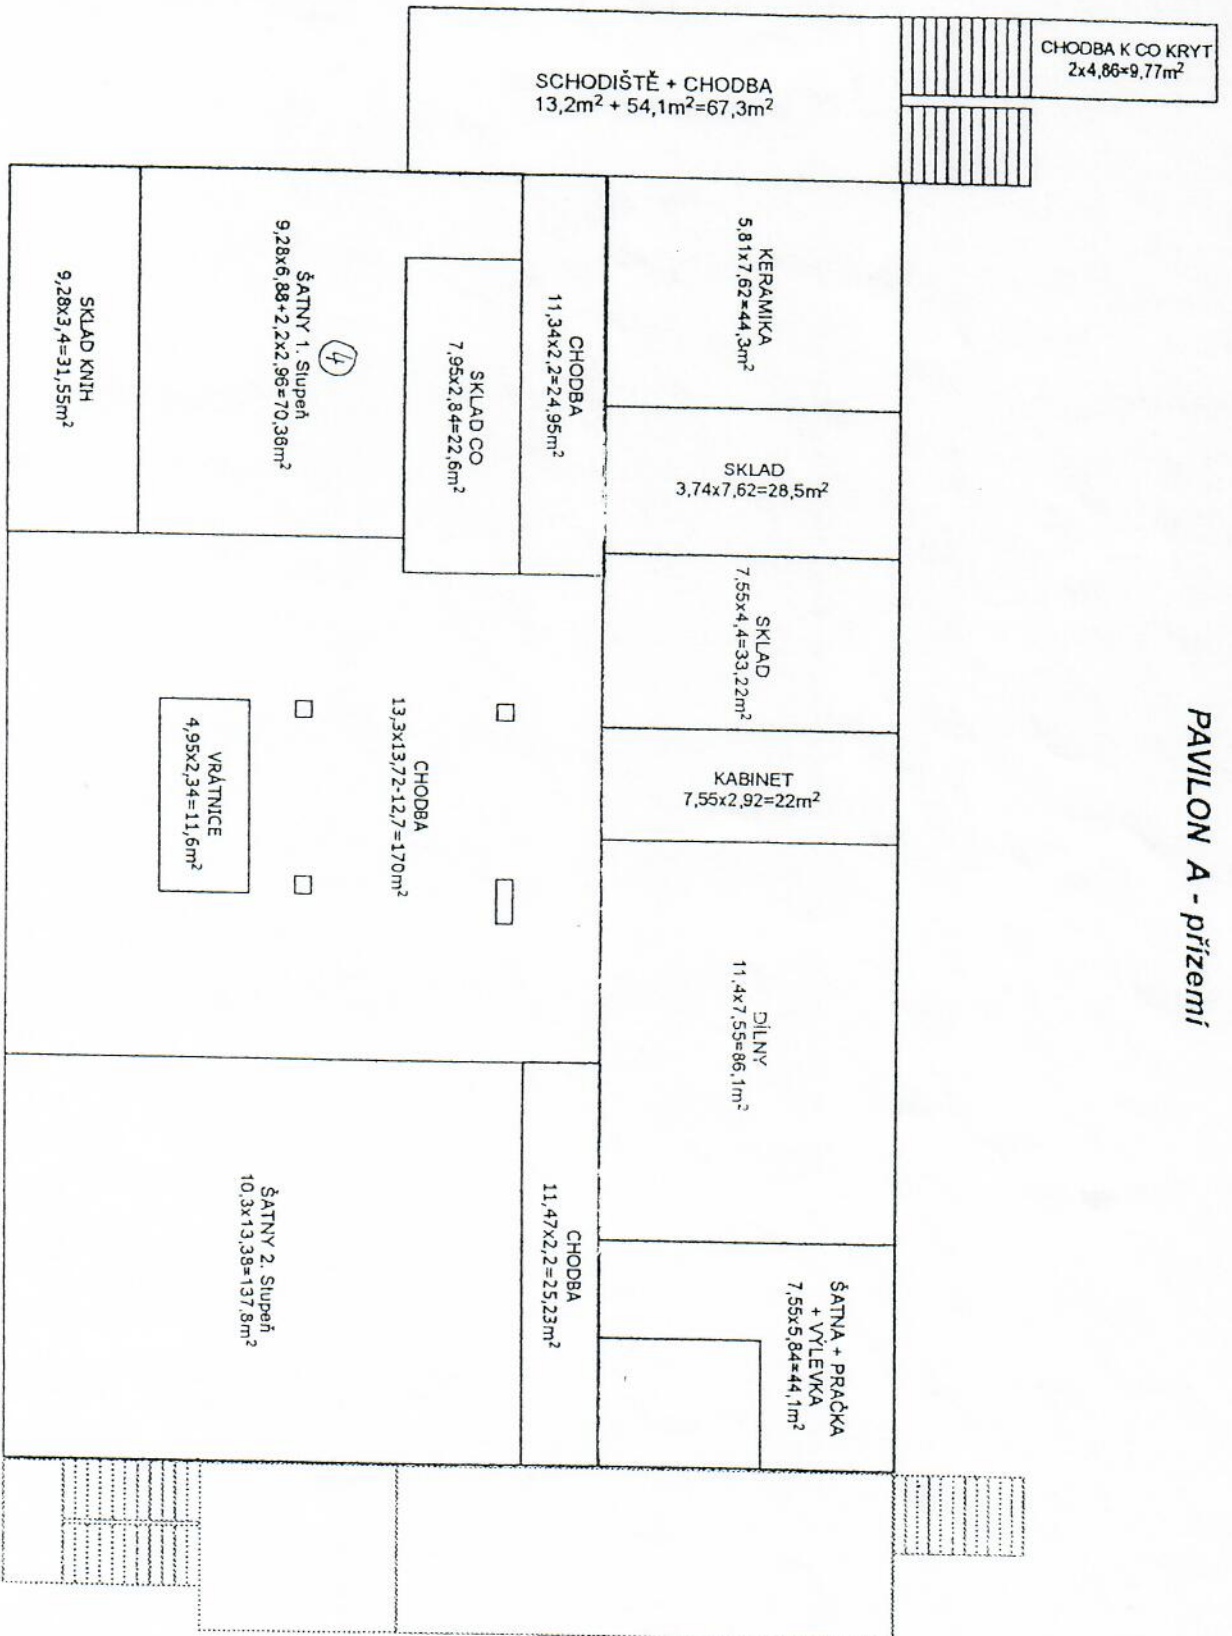 PAVILON A - přízemí
CHODBA K CO KRYT
2x4,86=9,77m²
SCHODIŠTĚ + CHODBA
13,2m² + 54,1m²=67,3m²
KERAMIKA
5,81x7,62=44,3m²
SKLAD
3,74x7,62=28,5m²
SKLAD
7,55x4,4=33,22m²
KABINET
7,55x2,92=22m²
DÍLNY
11,4x7,55=86,1m²
ŠATNA + PRAČKA
+ VÝLEVKA
7,55x5,84=44,1m²
CHODBA
11,34x2,2=24,95m²
SKLAD CO
7,95x2,84=22,6m²
4
ŠATNY 1. Stupeň
9,28x6,88+2,2x2,96=70,36m²
SKLAD KNIH
9,28x3,4=31,55m²
CHODBA
13,3x13,72-12,7=170m²
VRÁTNICE
4,95x2,34=11,6m²
CHODBA
11,47x2,2=25,23m²
ŠATNY 2. Stupeň
10,3x13,38=137,8m²